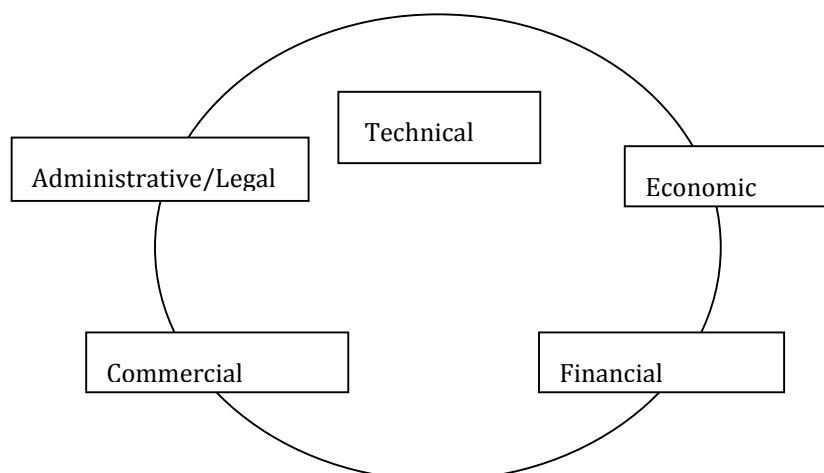 Technical
Administrative/Legal
Economic
Commercial
Financial